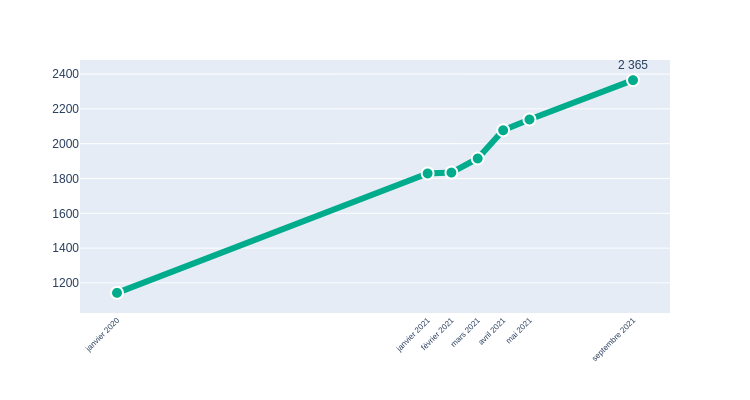 2 365
2400
2200
2000
1800
1600
1400
1200
janvier 2020
janvier 2021
février 2021
mars 2021
avril 2021
mai 2021
septembre 2021